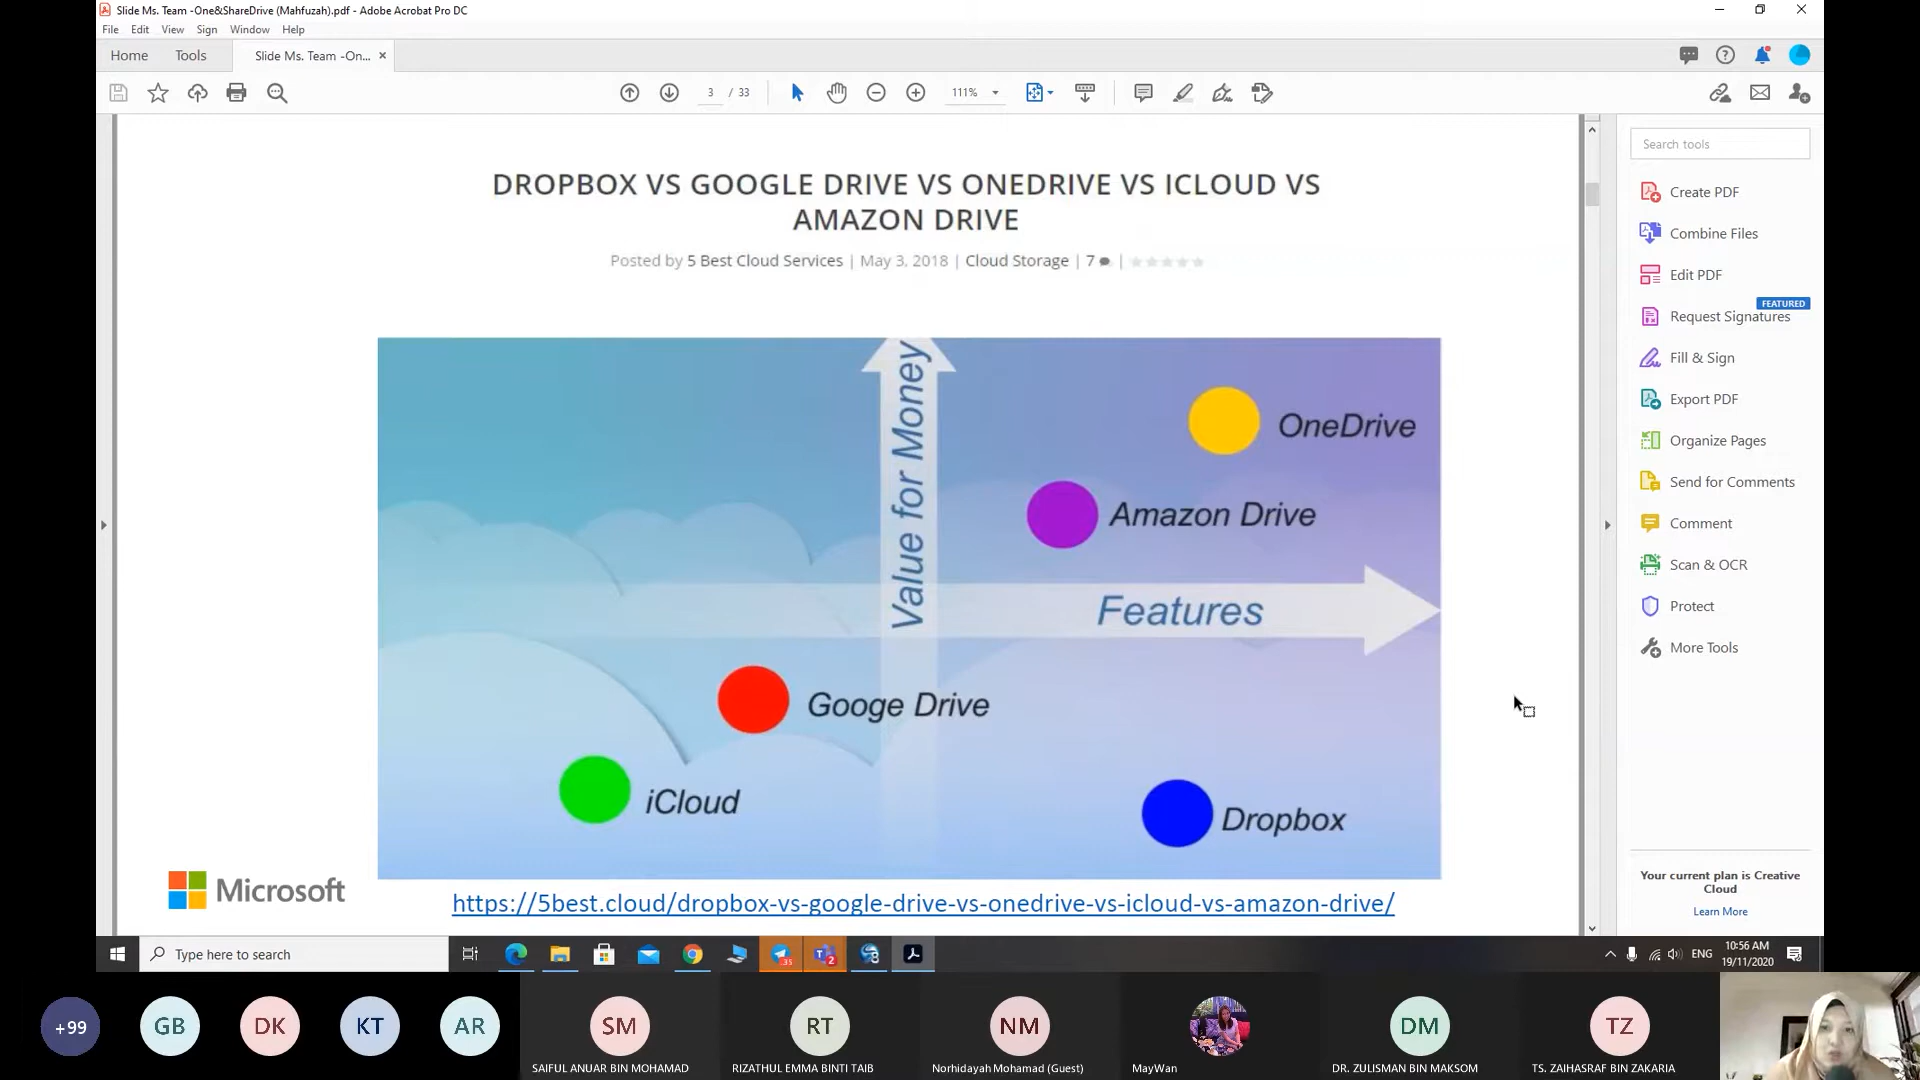 Slide Ms. Team -One&ShareDrive (Mahfuzah).pdf - Adobe Acrobat Pro DC
File Edit View Sign Window Help
Home Tools Slide Ms. Team -On... ×
3 / 33 111%
Search tools
Create PDF
Combine Files
Edit PDF
FEATURED
Request Signatures
Fill & Sign
Export PDF
Organize Pages
Send for Comments
Comment
Scan & OCR
Protect
More Tools
Your current plan is Creative
Cloud
Learn More
DROPBOX VS GOOGLE DRIVE VS ONEDRIVE VS ICLOUD VS
AMAZON DRIVE
Posted by 5 Best Cloud Services | May 3, 2018 | Cloud Storage | 7 |
Value for Money
OneDrive
Amazon Drive
Features
Googe Drive
iCloud
Dropbox
Microsoft
https://5best.cloud/dropbox-vs-google-drive-vs-onedrive-vs-icloud-vs-amazon-drive/
Type here to search
35
2
ENG
10:56 AM
19/11/2020
+99 GB DK KT AR SM RT NM DM TZ
SAIFUL ANUAR BIN MOHAMAD RIZATHUL EMMA BINTI TAIB Norhidayah Mohamad (Guest) MayWan DR. ZULISMAN BIN MAKSOM TS. ZAIHASRAF BIN ZAKARIA